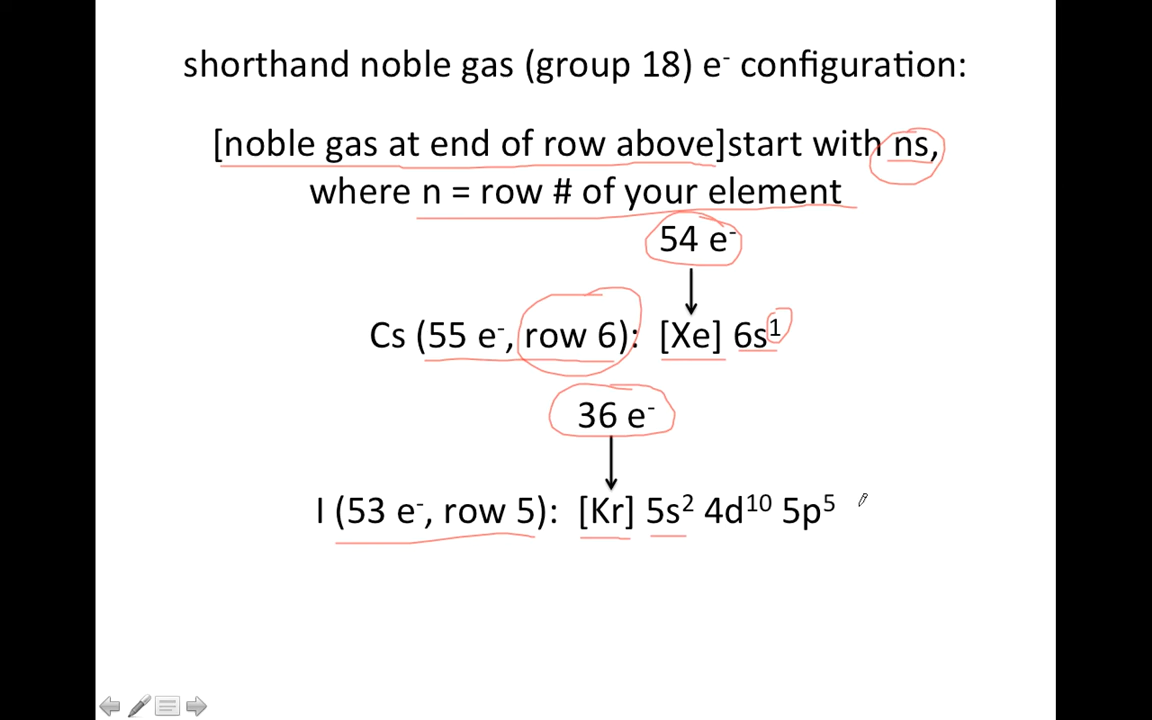 shorthand noble gas (group 18) e⁻ configuration:
[noble gas at end of row above]start with ns,
where n = row # of your element
54 e⁻
Cs (55 e⁻, row 6): [Xe] 6s¹
36 e⁻
I (53 e⁻, row 5): [Kr] 5s² 4d¹⁰ 5p⁵